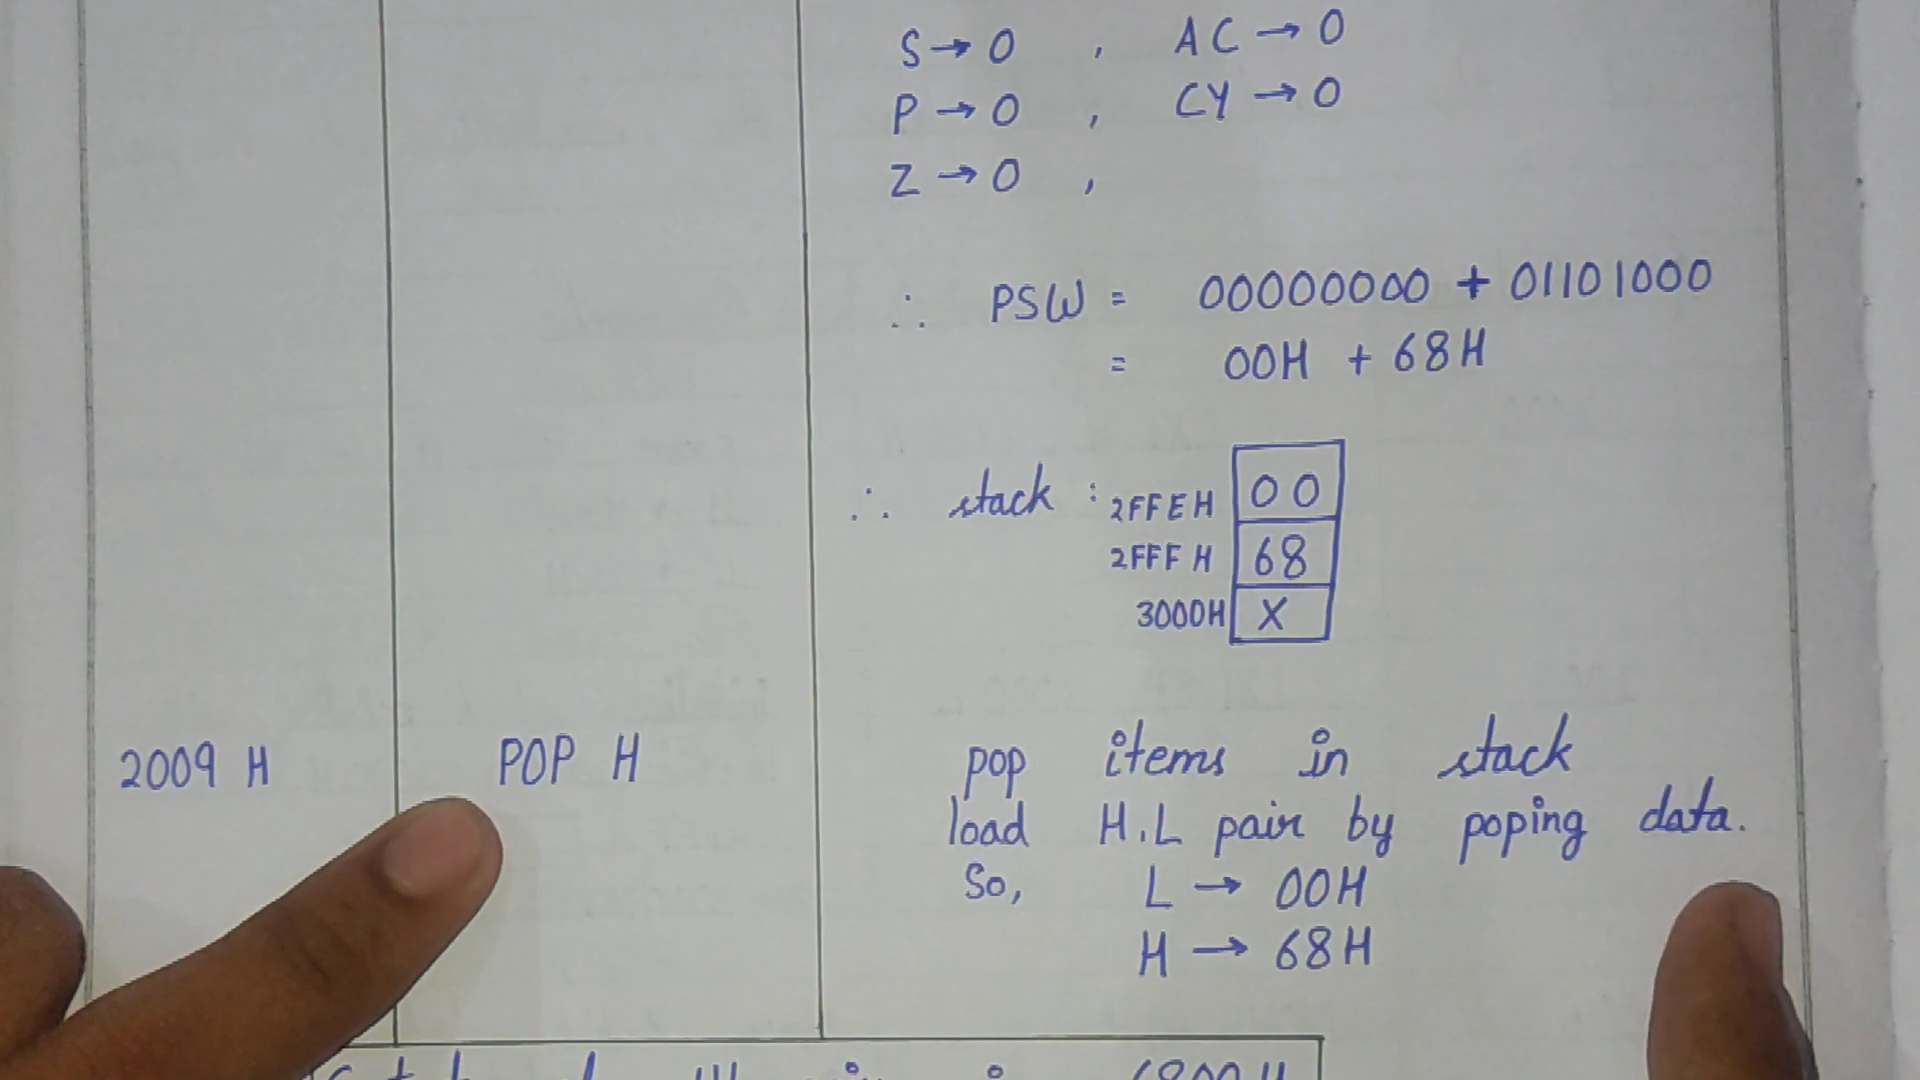 S → 0 , AC → 0
P → 0 , CY → 0
Z → 0 ,
∴ PSW = 00000000 + 01101000
= 00H + 68H
∴ stack : 2FFEH 00
2FFF H 68
3000H X
2009 H POP H pop items in stack
load H.L pair by poping data.
So, L → 00H
H → 68H